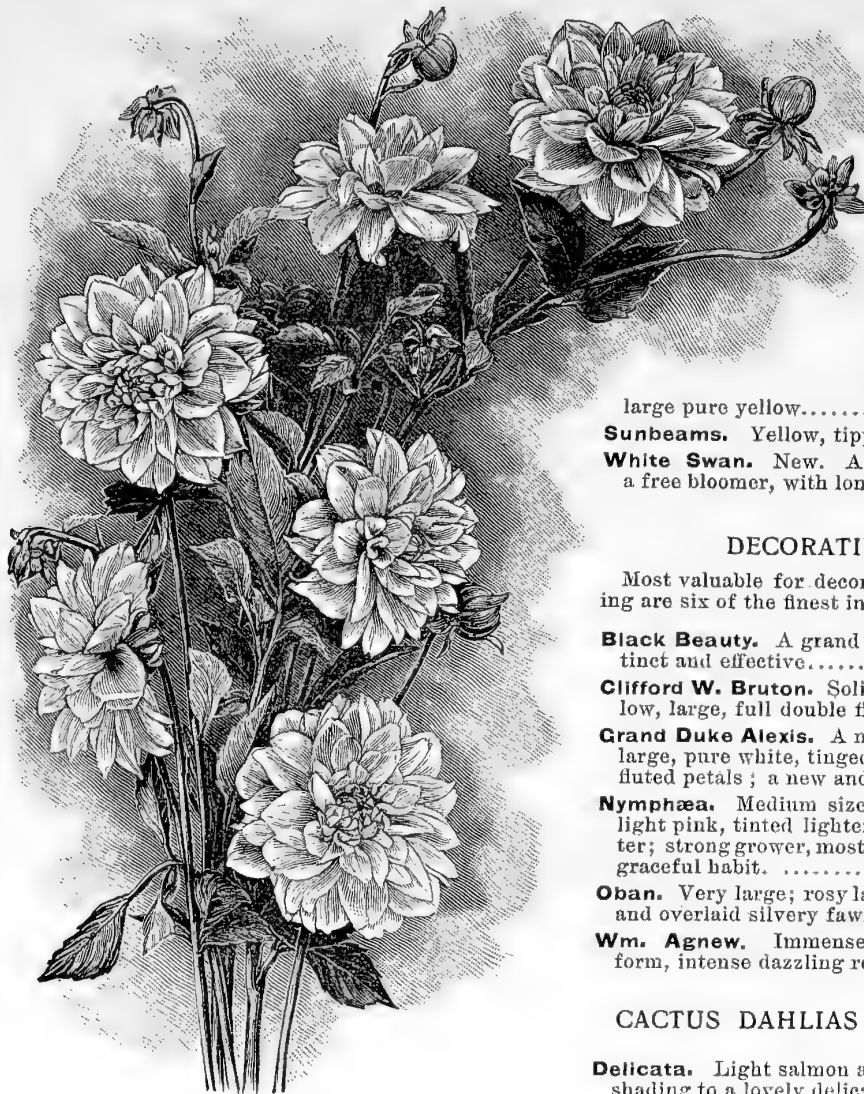 large pure yellow......
Sunbeams. Yellow, tip
White Swan. New. A
a free bloomer, with lon
DECORATI
Most valuable for decor
ing are six of the finest in
Black Beauty. A grand
tinct and effective.....
Clifford W. Bruton. Soli
low, large, full double fl
Grand Duke Alexis. A m
large, pure white, tinged
fluted petals; a new and
Nymphæa. Medium size
light pink, tinted lighte
ter; strong grower, most
graceful habit. ........
Oban. Very large; rosy la
and overlaid silvery faw
Wm. Agnew. Immense
form, intense dazzling re
CACTUS DAHLIAS
Delicata. Light salmon a
shading to a lovely delic